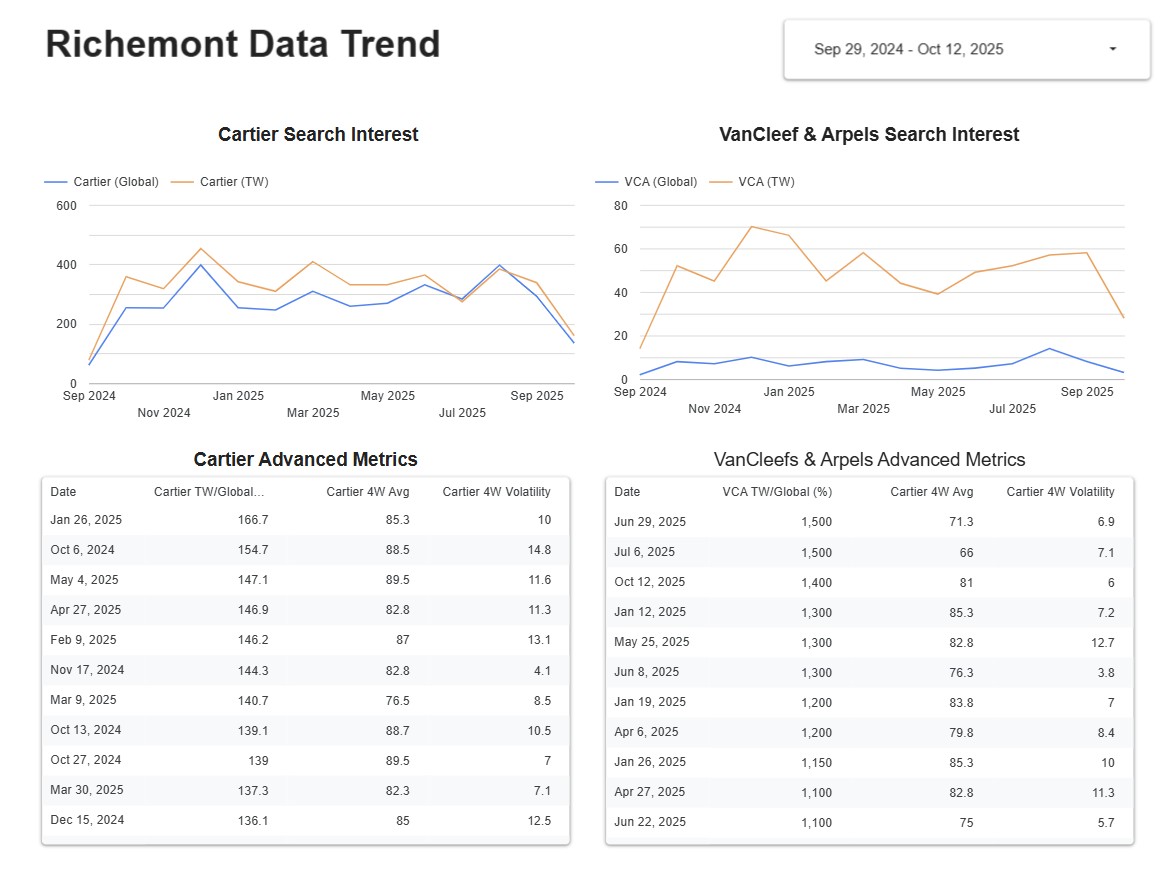 Richemont Data Trend
Sep 29, 2024 - Oct 12, 2025
Cartier Search Interest
Cartier (Global) Cartier (TW)
600
400
200
0
Sep 2024
Nov 2024
Jan 2025
Mar 2025
May 2025
Jul 2025
Sep 2025
VanCleef & Arpels Search Interest
VCA (Global) VCA (TW)
80
60
40
20
0
Sep 2024
Nov 2024
Jan 2025
Mar 2025
May 2025
Jul 2025
Sep 2025
Cartier Advanced Metrics
Date Cartier TW/Global... Cartier 4W Avg Cartier 4W Volatility
Jan 26, 2025 166.7 85.3 10
Oct 6, 2024 154.7 88.5 14.8
May 4, 2025 147.1 89.5 11.6
Apr 27, 2025 146.9 82.8 11.3
Feb 9, 2025 146.2 87 13.1
Nov 17, 2024 144.3 82.8 4.1
Mar 9, 2025 140.7 76.5 8.5
Oct 13, 2024 139.1 88.7 10.5
Oct 27, 2024 139 89.5 7
Mar 30, 2025 137.3 82.3 7.1
Dec 15, 2024 136.1 85 12.5
VanCleefs & Arpels Advanced Metrics
Date VCA TW/Global (%) Cartier 4W Avg Cartier 4W Volatility
Jun 29, 2025 1,500 71.3 6.9
Jul 6, 2025 1,500 66 7.1
Oct 12, 2025 1,400 81 6
Jan 12, 2025 1,300 85.3 7.2
May 25, 2025 1,300 82.8 12.7
Jun 8, 2025 1,300 76.3 3.8
Jan 19, 2025 1,200 83.8 7
Apr 6, 2025 1,200 79.8 8.4
Jan 26, 2025 1,150 85.3 10
Apr 27, 2025 1,100 82.8 11.3
Jun 22, 2025 1,100 75 5.7